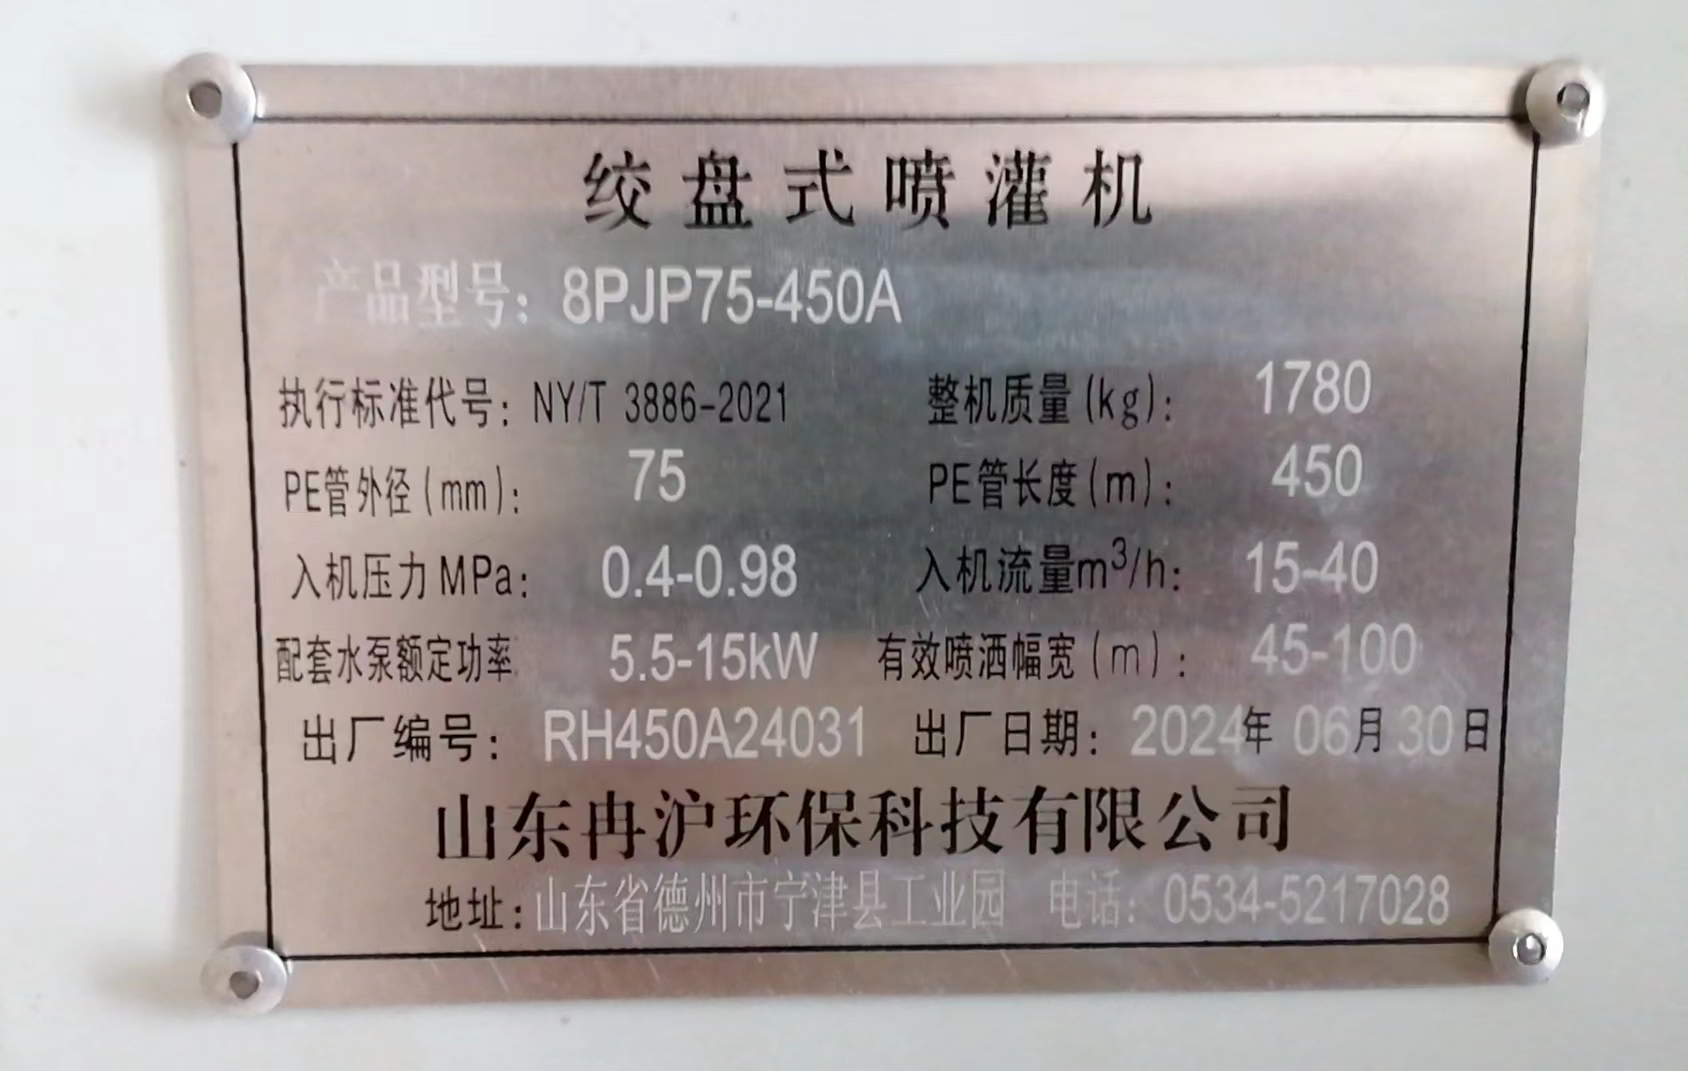 绞盘式喷灌机
产品型号：8PJP75-450A
执行标准代号：NY/T 3886-2021 整机质量(kg)：1780
PE管外径(mm)：75 PE管长度(m)：450
入机压力MPa：0.4-0.98 入机流量m³/h：15-40
配套水泵额定功率: 5.5-15kW 有效喷洒幅宽(m)：45-100
出厂编号：RH450A24031 出厂日期：2024年06月30日
山东冉沪环保科技有限公司
地址：山东省德州市宁津县工业园 电话：0534-5217028